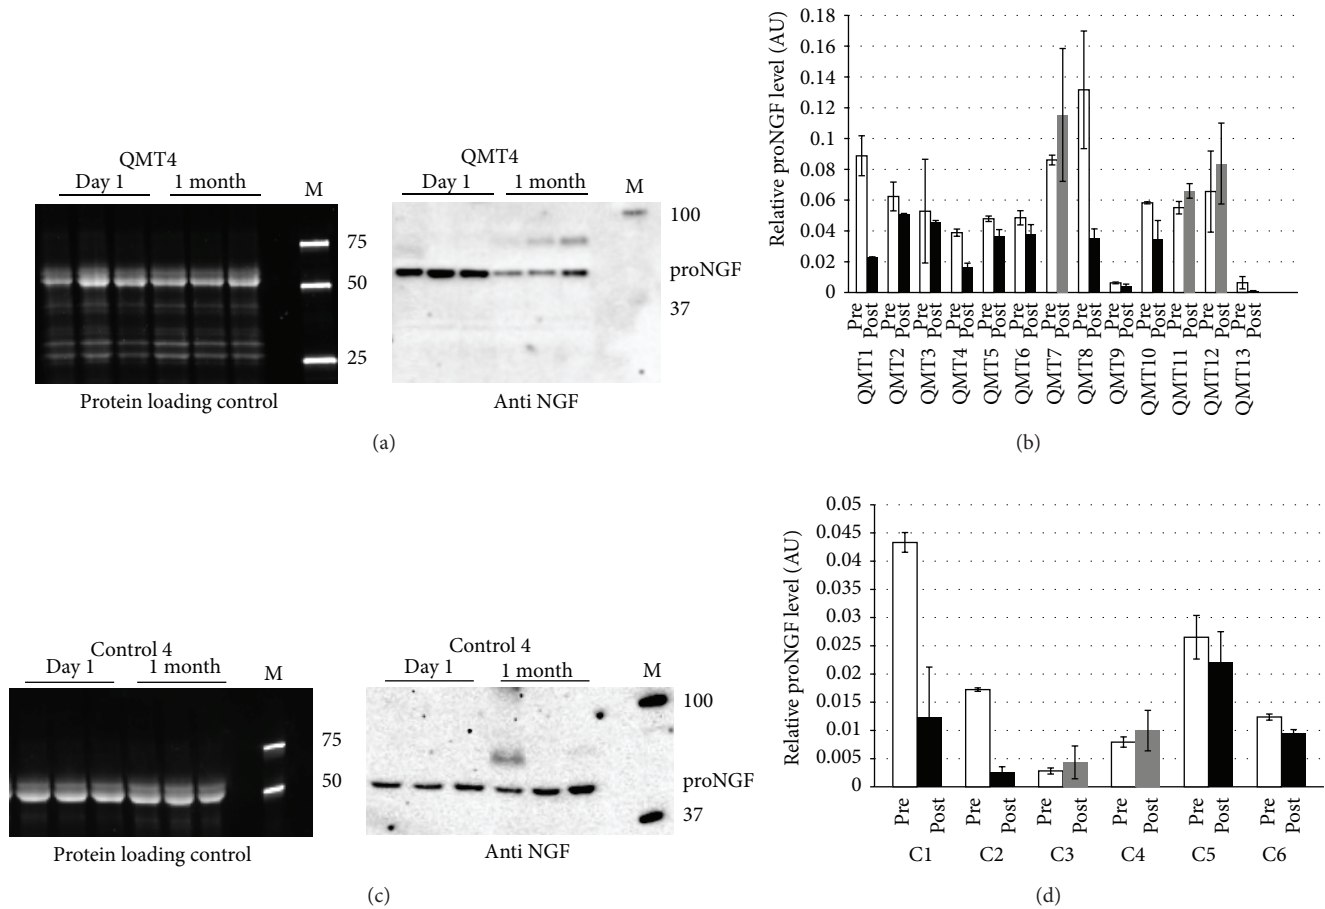 QMT4
Day 1
1 month
M
75
50
25
Protein loading control
QMT4
Day 1
1 month
M
100
proNGF
37
Anti NGF
(a)
Relative proNGF level (AU)
0.18
0.16
0.14
0.12
0.1
0.08
0.06
0.04
0.02
0
Pre Post Pre Post Pre Post Pre Post Pre Post Pre Post Pre Post Pre Post Pre Post Pre Post Pre Post Pre Post Pre Post
QMT1 QMT2 QMT3 QMT4 QMT5 QMT6 QMT7 QMT8 QMT9 QMT10 QMT11 QMT12 QMT13
(b)
Control 4
Day 1
1 month
M
75
50
Protein loading control
Control 4
Day 1
1 month
M
100
proNGF
37
Anti NGF
(c)
Relative proNGF level (AU)
0.05
0.045
0.04
0.035
0.03
0.025
0.02
0.015
0.01
0.005
0
Pre Post Pre Post Pre Post Pre Post Pre Post Pre Post
C1 C2 C3 C4 C5 C6
(d)